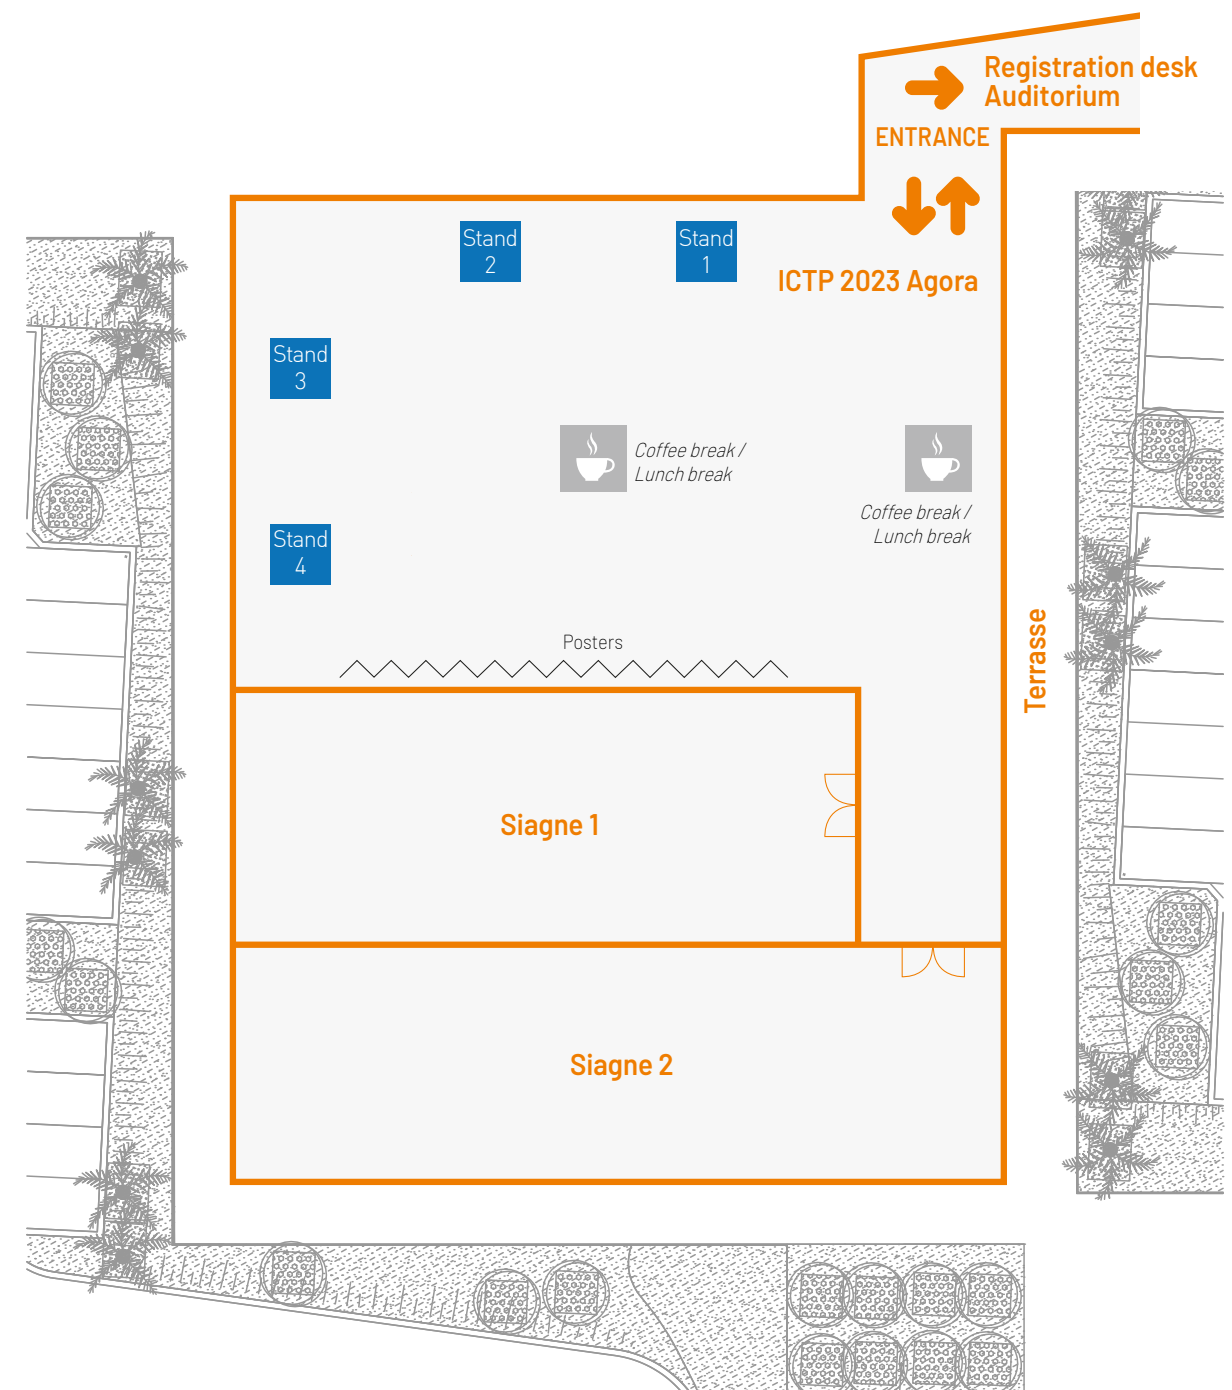 Registration desk
Auditorium
ENTRANCE
Stand
2
Stand
1
ICTP 2023 Agora
Stand
3
Coffee break /
Lunch break
Coffee break /
Lunch break
Stand
4
Terrasse
Posters
Siagne 1
Siagne 2